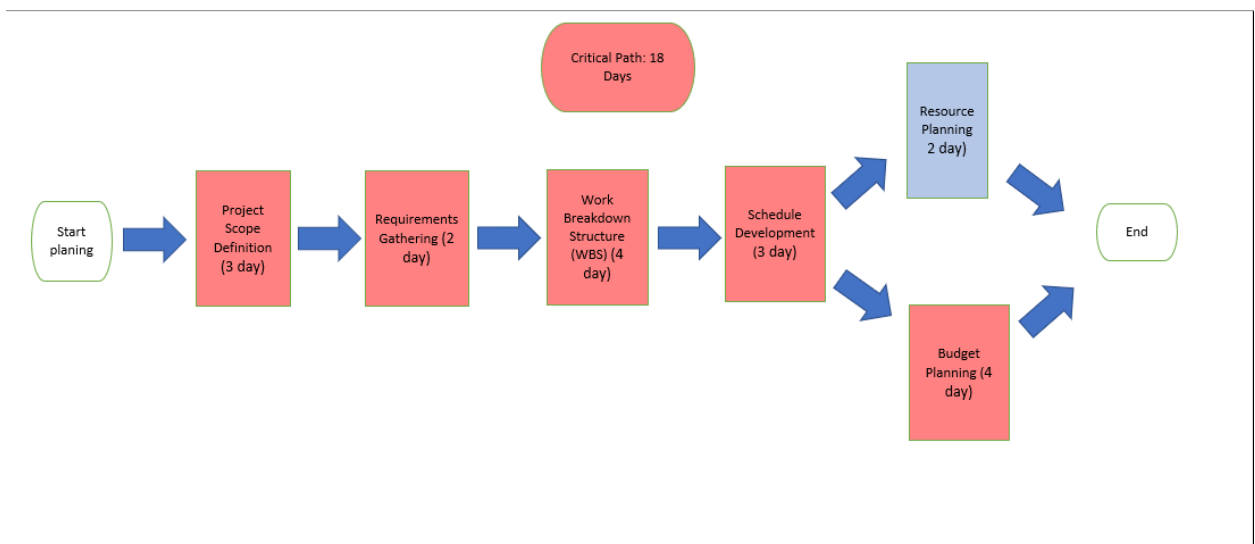 Critical Path: 18
Days
Start
planing
Project
Scope
Definition
(3 day)
Requirements
Gathering (2
day)
Work
Breakdown
Structure
(WBS) (4
day)
Schedule
Development
(3 day)
Resource
Planning
2 day)
Budget
Planning (4
day)
End